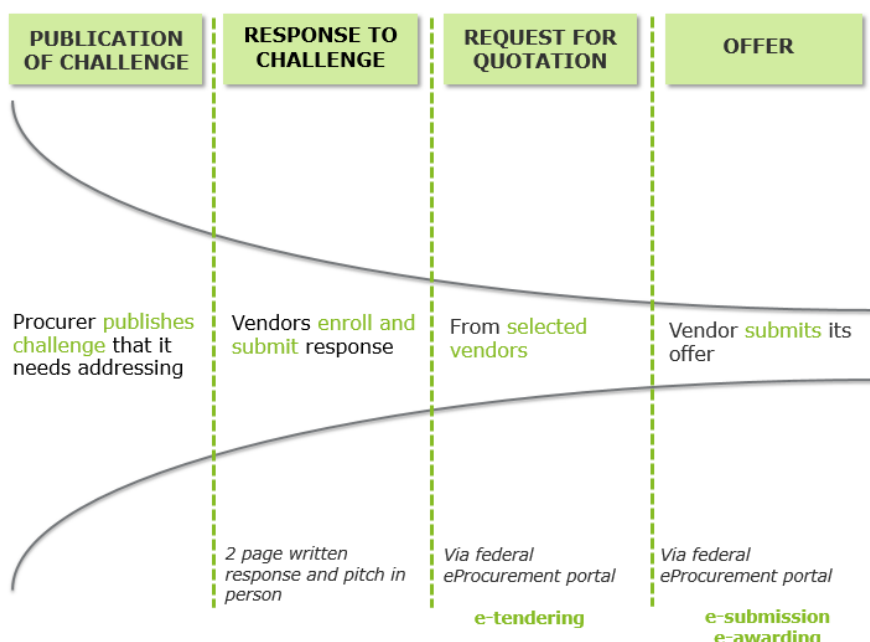 PUBLICATION
OF CHALLENGE
RESPONSE TO
CHALLENGE
REQUEST FOR
QUOTATION
OFFER
Procurer publishes
challenge that it
needs addressing
Vendors enroll and
submit response
From selected
vendors
Vendor submits its
offer
2 page written
response and pitch in
person
Via federal
eProcurement portal
e-tendering
Via federal
eProcurement portal
e-submission
e-awarding